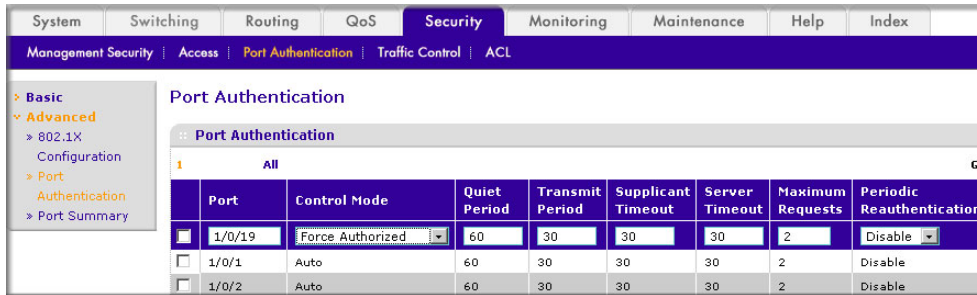 System Switching Routing QoS Security Monitoring Maintenance Help Index
Management Security | Access | Port Authentication | Traffic Control | ACL
Basic
Advanced
» 802.1X
Configuration
» Port
Authentication
» Port Summary
Port Authentication
Port Authentication
1 All G
Port Control Mode Quiet Period Transmit Period Supplicant Timeout Server Timeout Maximum Requests Periodic Reauthentication
1/0/19 Force Authorized 60 30 30 30 2 Disable
1/0/1 Auto 60 30 30 30 2 Disable
1/0/2 Auto 60 30 30 30 2 Disable